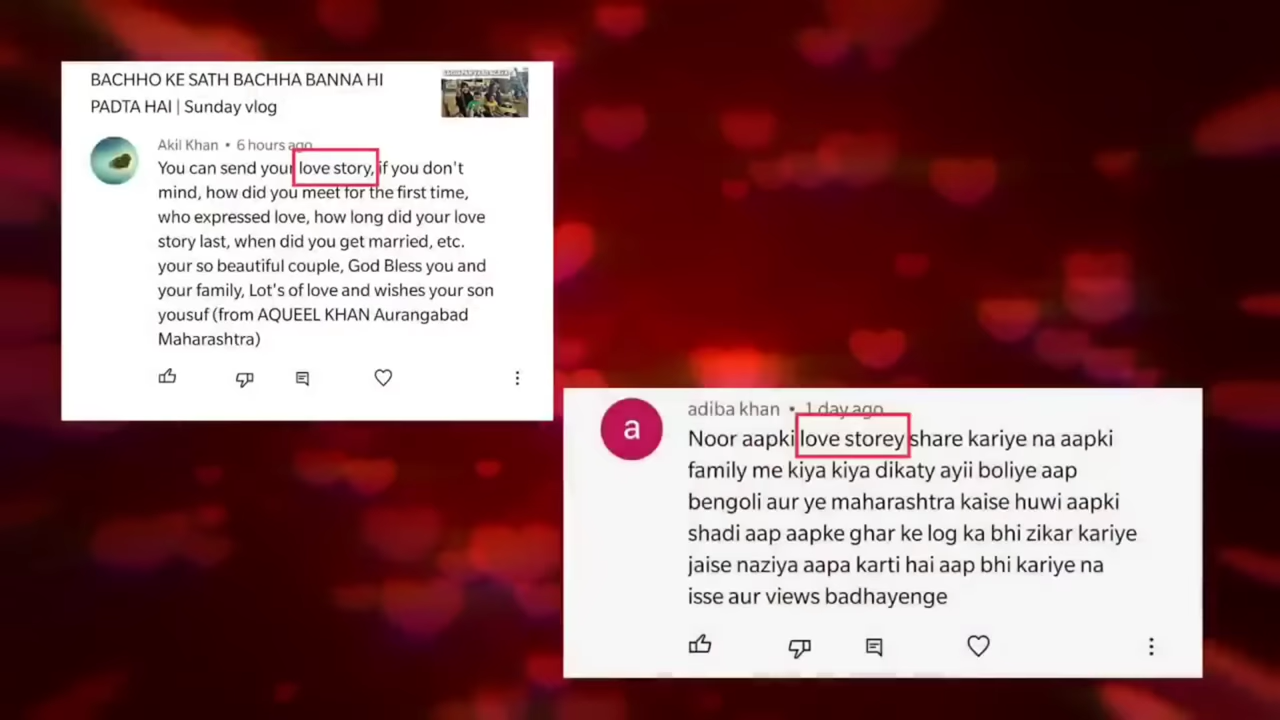 BACHHO KE SATH BACHHA BANNA HI
PADTA HAI | Sunday vlog
Akil Khan • 6 hours ago
You can send your love story, if you don't
mind, how did you meet for the first time,
who expressed love, how long did your love
story last, when did you get married, etc.
your so beautiful couple, God Bless you and
your family, Lot's of love and wishes your son
yousuf (from AQUEEL KHAN Aurangabad
Maharashtra)
a
adiba khan • 1 day ago
Noor aapki love storey share kariye na aapki
family me kiya kiya dikaty ayii boliye aap
bengoli aur ye maharashtra kaise huwi aapki
shadi aap aapke ghar ke log ka bhi zikar kariye
jaise naziya aapa karti hai aap bhi kariye na
isse aur views badhayenge